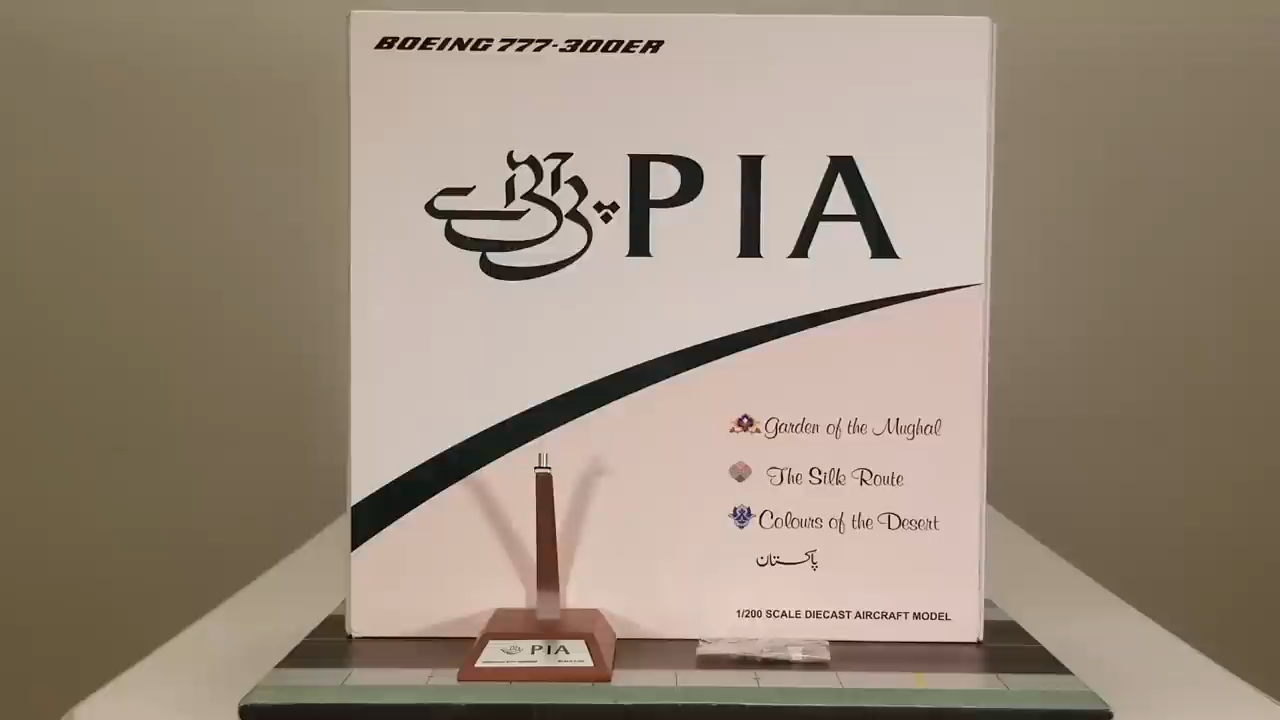 BOEING 777-300ER
PIA
Garden of the Mughal
The Silk Route
Colours of the Desert
پاکستان
1/200 SCALE DIECAST AIRCRAFT MODEL
PIA